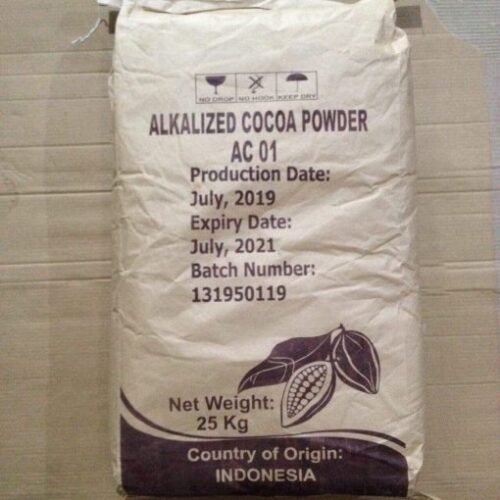 NO DROP NO HOOK KEEP DRY
ALKALIZED COCOA POWDER
AC 01
Production Date:
July, 2019
Expiry Date:
July, 2021
Batch Number:
131950119
Net Weight:
25 Kg
Country of Origin:
INDONESIA